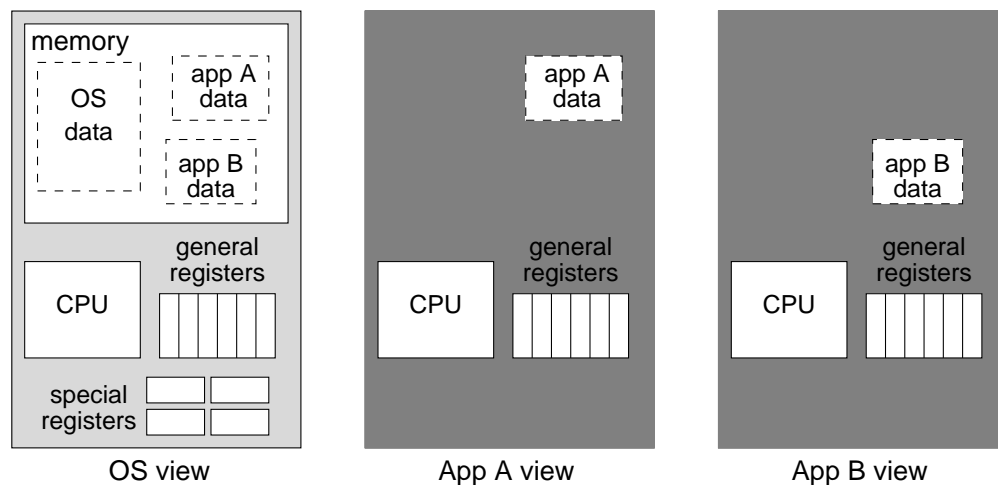 memory
OS
data
app A
data
app B
data
general
registers
CPU
special
registers
OS view
app A
data
general
registers
CPU
App A view
app B
data
general
registers
CPU
App B view